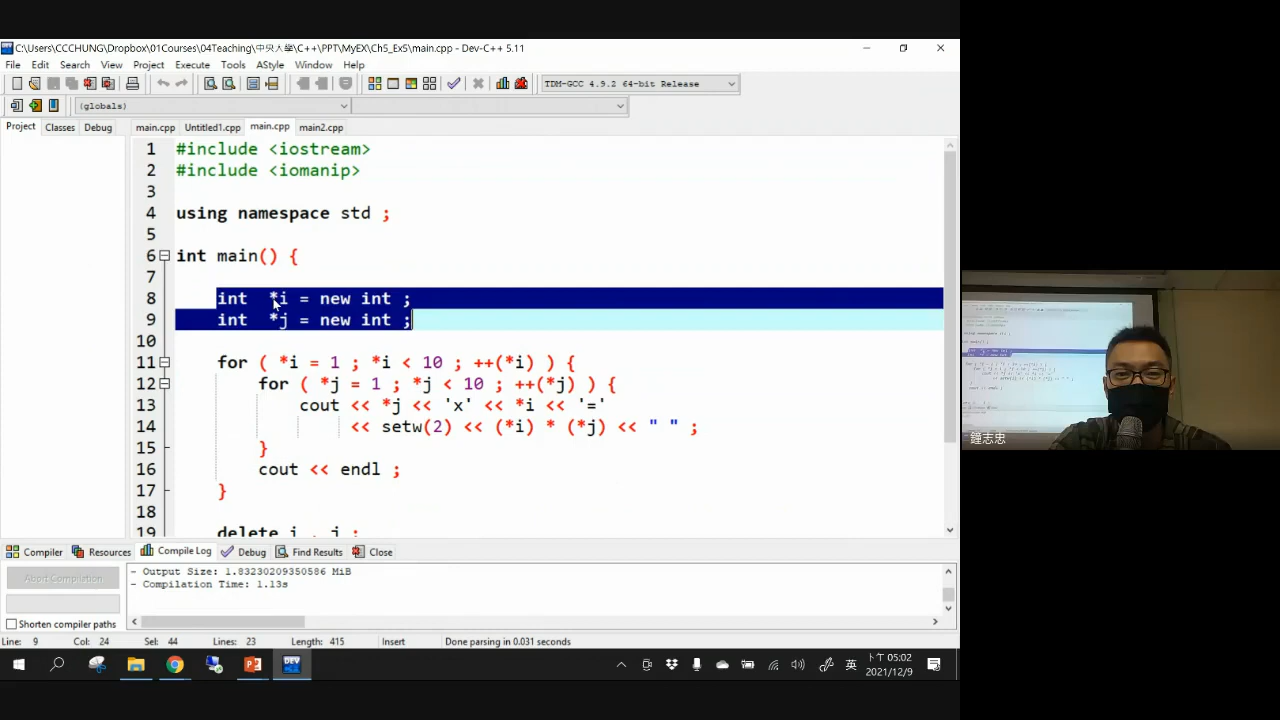 C:\Users\CCCHUNG\Dropbox\01Courses\04Teaching\中央大學\C++\PPT\MyEX\Ch5_Ex5\main.cpp - Dev-C++ 5.11
File Edit Search View Project Execute Tools AStyle Window Help
TDM-GCC 4.9.2 64-bit Release
(globals)
Project Classes Debug main.cpp Untitled1.cpp main.cpp main2.cpp
1 #include <iostream>
2 #include <iomanip>
3
4 using namespace std ;
5
6 int main() {
7
8 int *i = new int ;
9 int *j = new int ;
10
11 for ( *i = 1 ; *i < 10 ; ++(*i) ) {
12 for ( *j = 1 ; *j < 10 ; ++(*j) ) {
13 cout << *j << 'x' << *i << '='
14 << setw(2) << (*i) * (*j) << " " ;
15 }
16 cout << endl ;
17 }
18
19 delete i , j ;
Compiler Resources Compile Log Debug Find Results Close
Abort Compilation
- Output Size: 1.83230209350586 MiB
- Compilation Time: 1.13s
Shorten compiler paths
Line: 9 Col: 24 Sel: 44 Lines: 23 Length: 415 Insert Done parsing in 0.031 seconds
英
下午 05:02
2021/12/9
鐘志忠